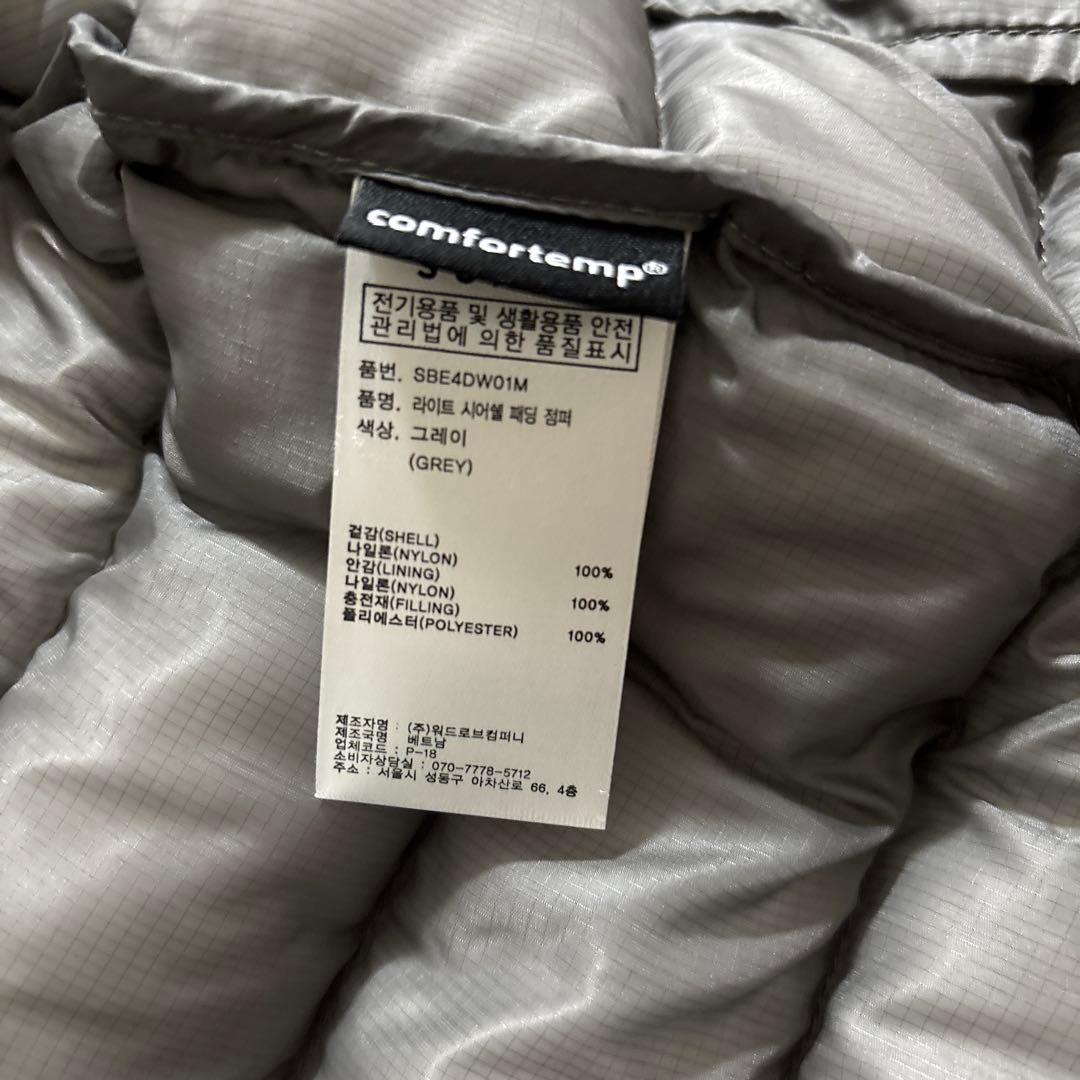 comfortemp®
전기용품 및 생활용품 안전
관리법에 의한 품질표시
품번. SBE4DW01M
품명. 라이트 시어쉘 패딩 점퍼
색상. 그레이
(GREY)
겉감(SHELL)
나일론(NYLON) 100%
안감(LINING)
나일론(NYLON) 100%
충전재(FILLING)
폴리에스터(POLYESTER) 100%
제조자명 : (주)워드로브컴퍼니
제조국명 : 베트남
업체코드 : P-18
소비자상담실 : 070-7778-5712
주소 : 서울시 성동구 아차산로 66, 4층